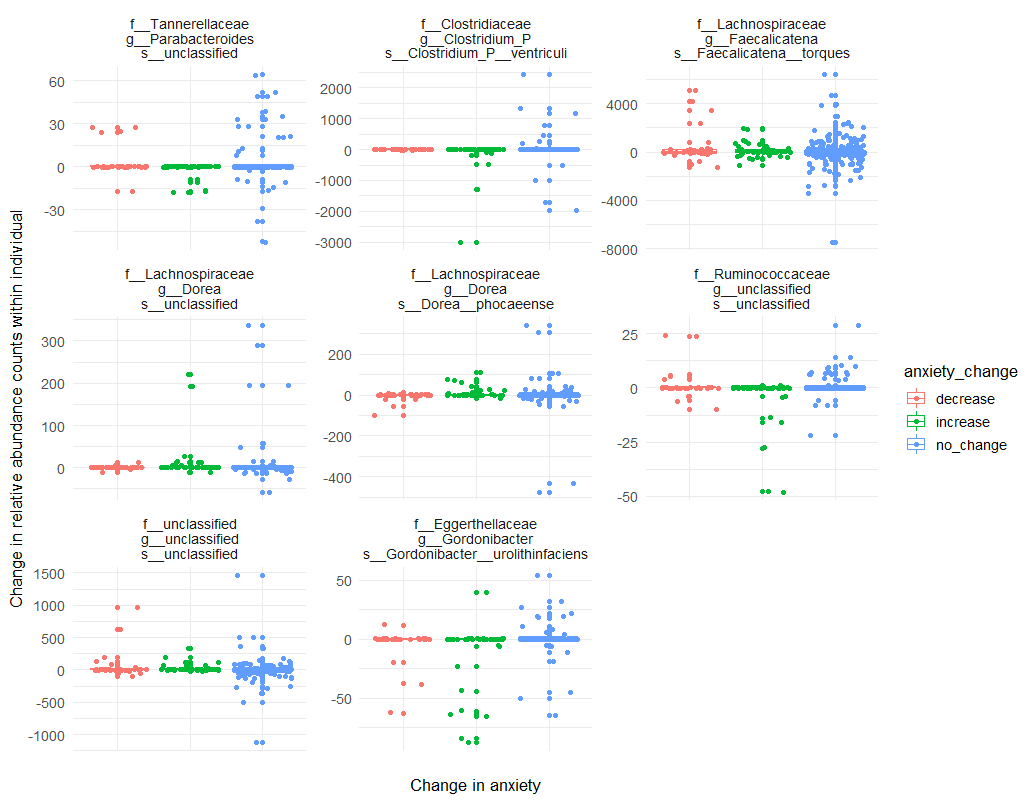 f__Tannerellaceae
g__Parabacteroides
s__unclassified
60
30
0
-30
f__Clostridiaceae
g__Clostridium_P
s__Clostridium_P__ventriculi
2000
1000
0
-1000
-2000
-3000
f__Lachnospiraceae
g__Faecalicatena
s__Faecalicatena__torques
4000
0
-4000
-8000
f__Lachnospiraceae
g__Dorea
s__unclassified
300
200
100
0
f__Lachnospiraceae
g__Dorea
s__Dorea__phocaeense
200
0
-200
-400
f__Ruminococcaceae
g__unclassified
s__unclassified
25
0
-25
-50
f__unclassified
g__unclassified
s__unclassified
1500
1000
500
0
-500
-1000
f__Eggerthellaceae
g__Gordonibacter
s__Gordonibacter__urolithinfaciens
50
0
-50
Change in relative abundance counts within individual
Change in anxiety
anxiety_change
decrease
increase
no_change